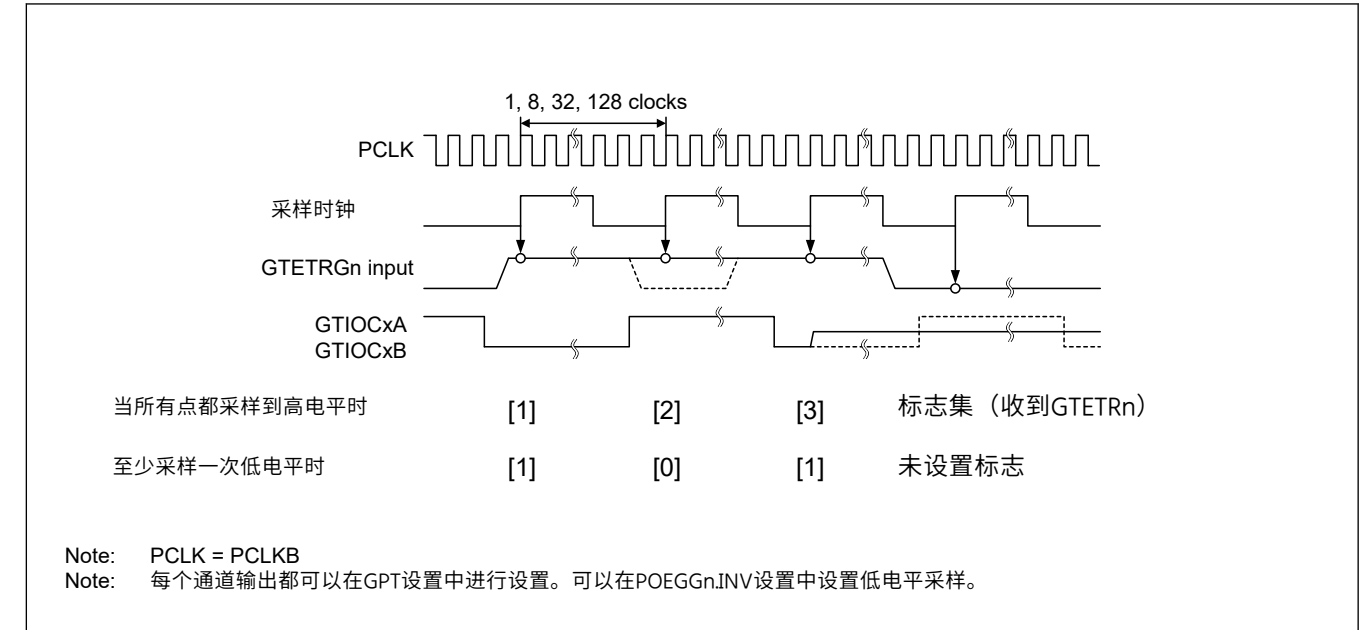 1, 8, 32, 128 clocks
PCLK
采样时钟
GTETRGn input
GTIOCxA
GTIOCxB
当所有点都采样到高电平时 [1] [2] [3] 标志集（收到GTETRn）
至少采样一次低电平时 [1] [0] [1] 未设置标志
Note: PCLK = PCLKB
Note: 每个通道输出都可以在GPT设置中进行设置。可以在POEGGn.INV设置中设置低电平采样。